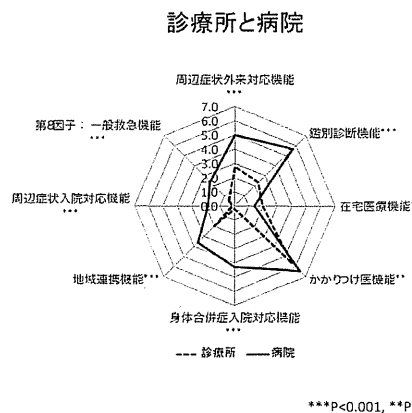 診療所と病院
周辺症状外来対応機能
***
7.0
6.0
5.0
4.0
3.0
2.0
1.0
0.0
第8因子：一般救急機能
***
鑑別診断機能***
周辺症状入院対応機能
***
在宅医療機能
地域連携機能***
かかりつけ医機能**
身体合併症入院対応機能
***
診療所
病院
***P<0.001, **P